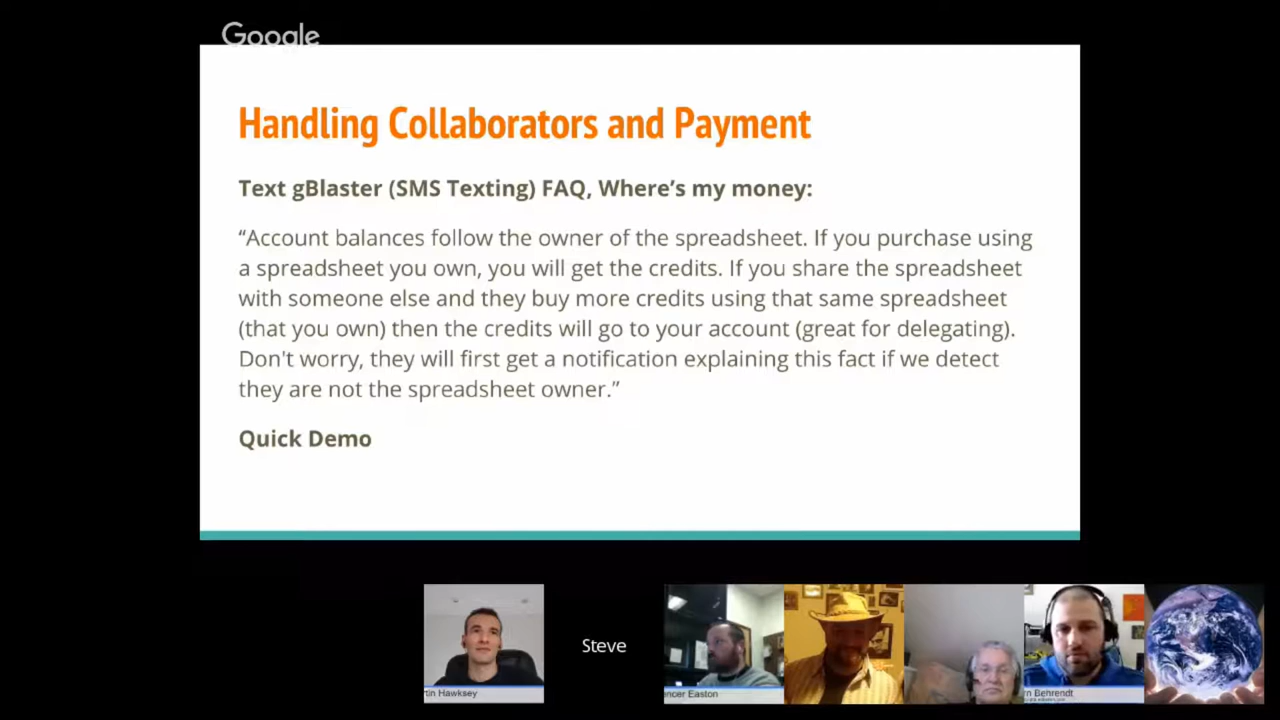 Google
Handling Collaborators and Payment
Text gBlaster (SMS Texting) FAQ, Where's my money:
“Account balances follow the owner of the spreadsheet. If you purchase using
a spreadsheet you own, you will get the credits. If you share the spreadsheet
with someone else and they buy more credits using that same spreadsheet
(that you own) then the credits will go to your account (great for delegating).
Don't worry, they will first get a notification explaining this fact if we detect
they are not the spreadsheet owner.”
Quick Demo
Steve
tin Hawksey
encer Easton
rn Behrendt